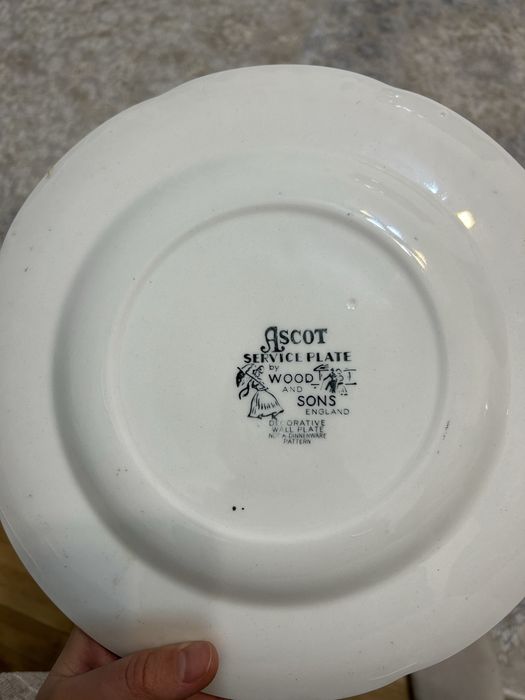 ASCOT
SERVICE PLATE
by
WOOD
AND
SONS
ENGLAND
DECORATIVE
WALL PLATE
NOT A DINNERWARE
PATTERN